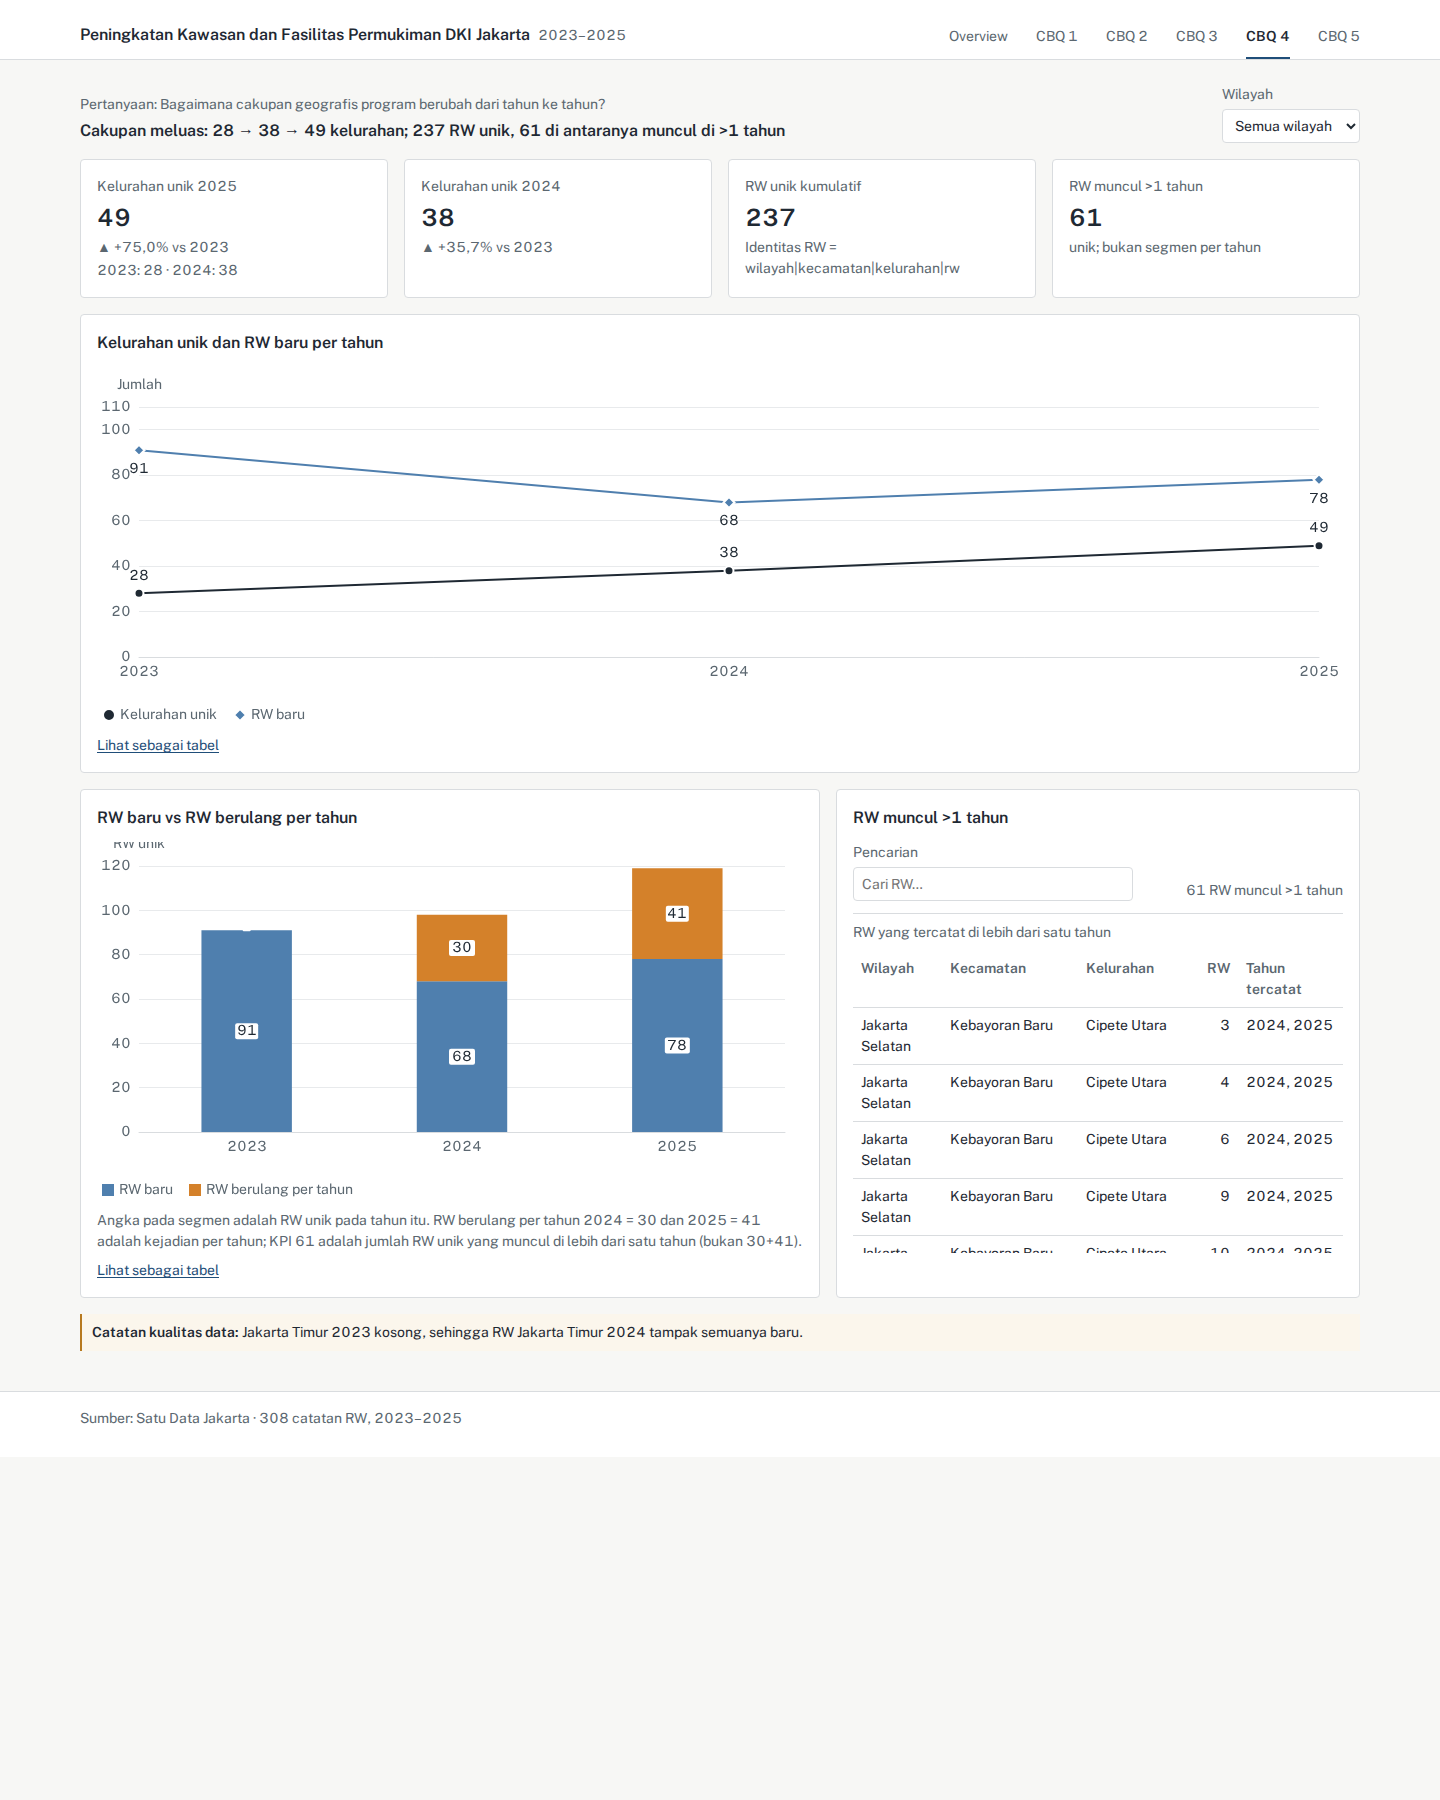 Peningkatan Kawasan dan Fasilitas Permukiman DKI Jakarta 2023–2025
Overview CBQ 1 CBQ 2 CBQ 3 CBQ 4 CBQ 5
Pertanyaan: Bagaimana cakupan geografis program berubah dari tahun ke tahun?
Cakupan meluas: 28 → 38 → 49 kelurahan; 237 RW unik, 61 di antaranya muncul di >1 tahun
Wilayah
Semua wilayah
Kelurahan unik 2025
49
▲ +75,0% vs 2023
2023: 28 · 2024: 38
Kelurahan unik 2024
38
▲ +35,7% vs 2023
RW unik kumulatif
237
Identitas RW =
wilayah|kecamatan|kelurahan|rw
RW muncul >1 tahun
61
unik; bukan segmen per tahun
Kelurahan unik dan RW baru per tahun
Jumlah
110
100
80
60
40
20
0
91
68
78
28
38
49
2023 2024 2025
Kelurahan unik RW baru
Lihat sebagai tabel
RW baru vs RW berulang per tahun
RW unik
120
100
80
60
40
20
0
91
30
68
41
78
2023 2024 2025
RW baru RW berulang per tahun
Angka pada segmen adalah RW unik pada tahun itu. RW berulang per tahun 2024 = 30 dan 2025 = 41
adalah kejadian per tahun; KPI 61 adalah jumlah RW unik yang muncul di lebih dari satu tahun (bukan 30+41).
Lihat sebagai tabel
RW muncul >1 tahun
Pencarian
Cari RW...
61 RW muncul >1 tahun
RW yang tercatat di lebih dari satu tahun
Wilayah Kecamatan Kelurahan RW Tahun
tercatat
Jakarta Kebayoran Baru Cipete Utara 3 2024, 2025
Selatan
Jakarta Kebayoran Baru Cipete Utara 4 2024, 2025
Selatan
Jakarta Kebayoran Baru Cipete Utara 6 2024, 2025
Selatan
Jakarta Kebayoran Baru Cipete Utara 9 2024, 2025
Selatan
Jakarta Kebayoran Baru Cipete Utara 10 2024, 2025
Catatan kualitas data: Jakarta Timur 2023 kosong, sehingga RW Jakarta Timur 2024 tampak semuanya baru.
Sumber: Satu Data Jakarta · 308 catatan RW, 2023–2025